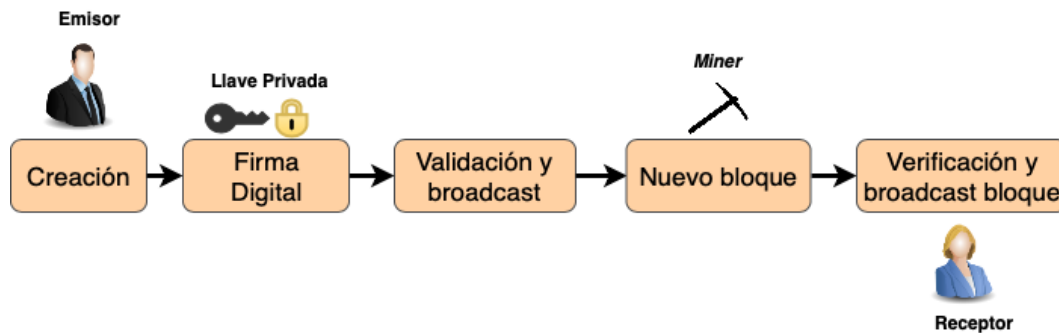 Emisor
Llave Privada
Miner
Creación
Firma
Digital
Validación y
broadcast
Nuevo bloque
Verificación y
broadcast bloque
Receptor